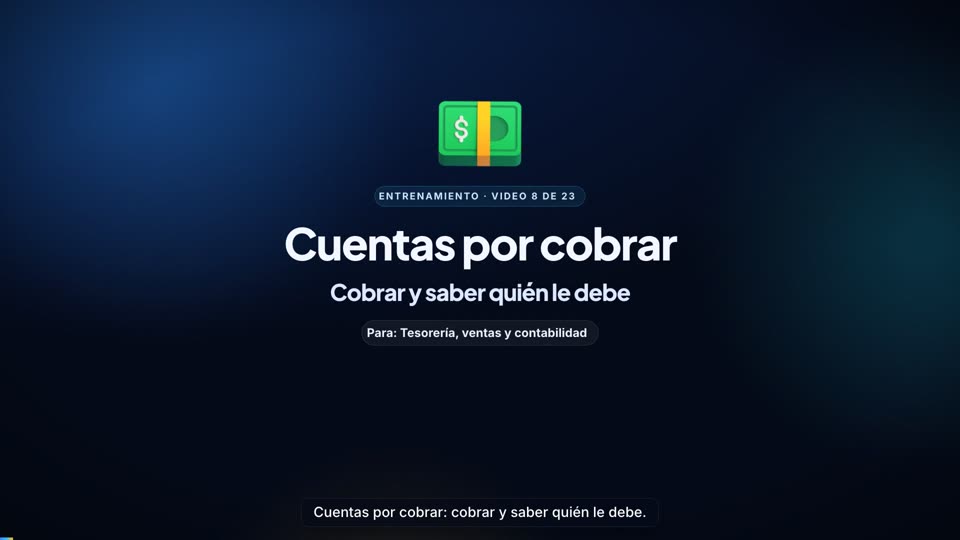 $
ENTRENAMIENTO · VIDEO 8 DE 23
Cuentas por cobrar
Cobrar y saber quién le debe
Para: Tesorería, ventas y contabilidad
Cuentas por cobrar: cobrar y saber quién le debe.